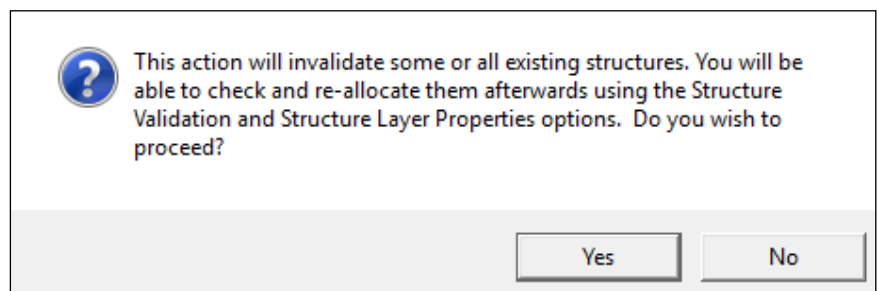 This action will invalidate some or all existing structures. You will be
able to check and re-allocate them afterwards using the Structure
Validation and Structure Layer Properties options.  Do you wish to
proceed?
Yes
No